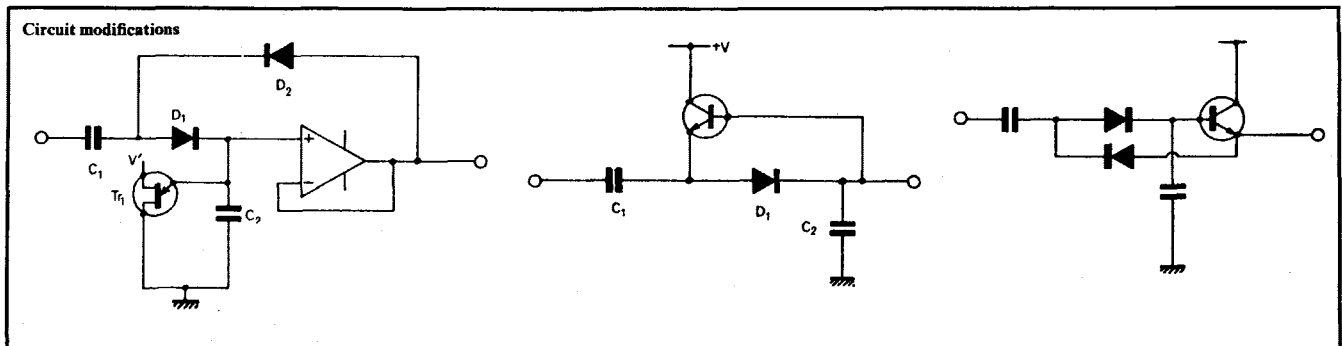 Circuit modifications
D₂
D₁
C₁
V'
Tr₁
C₂
+
−
+V
C₁
D₁
C₂